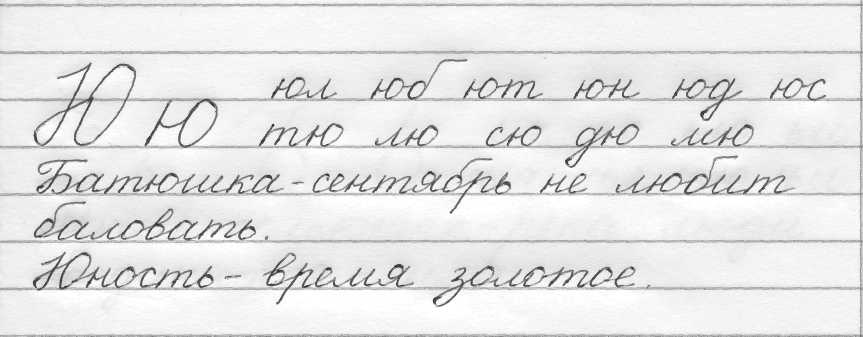 Ю ю юл юб ют юн юд юс
тю лю сю дю мю
Батюшка-сентябрь не любит
баловать.
Юность - время золотое.